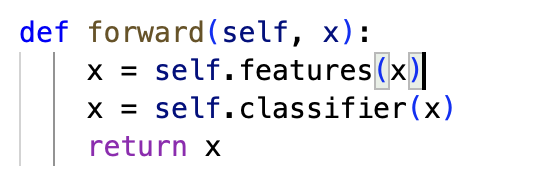 def forward(self, x):
    x = self.features(x)
    x = self.classifier(x)
    return x